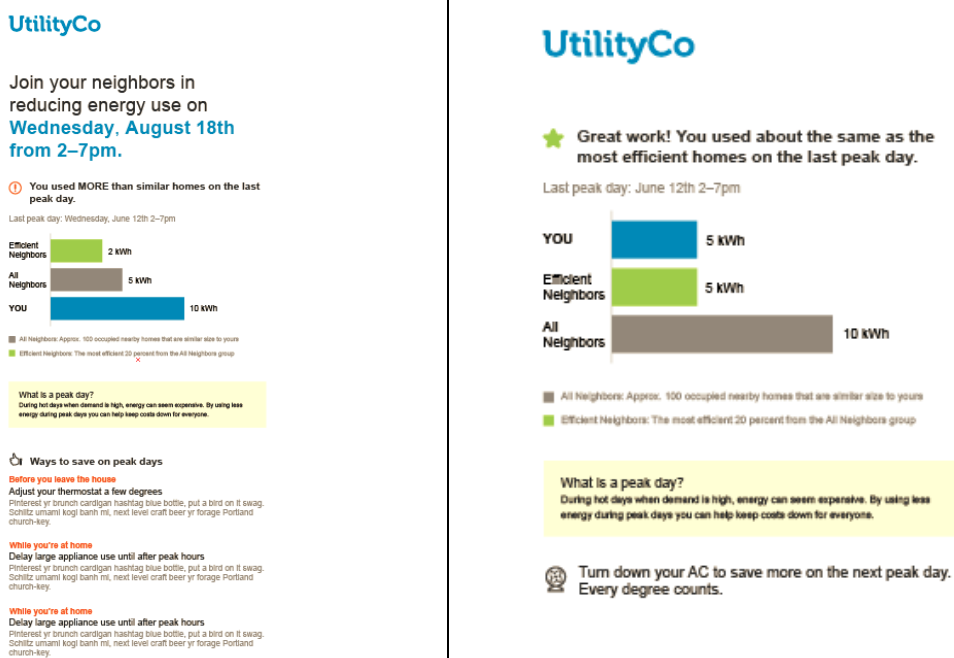 UtilityCo
Join your neighbors in
reducing energy use on
Wednesday, August 18th
from 2–7pm.
You used MORE than similar homes on the last
peak day.
Last peak day: Wednesday, June 12th 2–7pm
Efficient
Neighbors
2 kWh
All
Neighbors
5 kWh
YOU
10 kWh
All Neighbors: Approx. 100 occupied nearby homes that are similar size to yours
Efficient Neighbors: The most efficient 20 percent from the All Neighbors group
What is a peak day?
During hot days when demand is high, energy can seem expensive. By using less
energy during peak days you can help keep costs down for everyone.
Ways to save on peak days
Before you leave the house
Adjust your thermostat a few degrees
Pinterest yr brunch cardigan hashtag blue bottle, put a bird on it swag.
Schlitz umami kogi banh mi, next level craft beer yr forage Portland
church-key.
While you're at home
Delay large appliance use until after peak hours
Pinterest yr brunch cardigan hashtag blue bottle, put a bird on it swag.
Schlitz umami kogi banh mi, next level craft beer yr forage Portland
church-key.
While you're at home
Delay large appliance use until after peak hours
Pinterest yr brunch cardigan hashtag blue bottle, put a bird on it swag.
Schlitz umami kogi banh mi, next level craft beer yr forage Portland
church-key.
UtilityCo
Great work! You used about the same as the
most efficient homes on the last peak day.
Last peak day: June 12th 2–7pm
YOU
5 kWh
Efficient
Neighbors
5 kWh
All
Neighbors
10 kWh
All Neighbors: Approx. 100 occupied nearby homes that are similar size to yours
Efficient Neighbors: The most efficient 20 percent from the All Neighbors group
What is a peak day?
During hot days when demand is high, energy can seem expensive. By using less
energy during peak days you can help keep costs down for everyone.
Turn down your AC to save more on the next peak day.
Every degree counts.